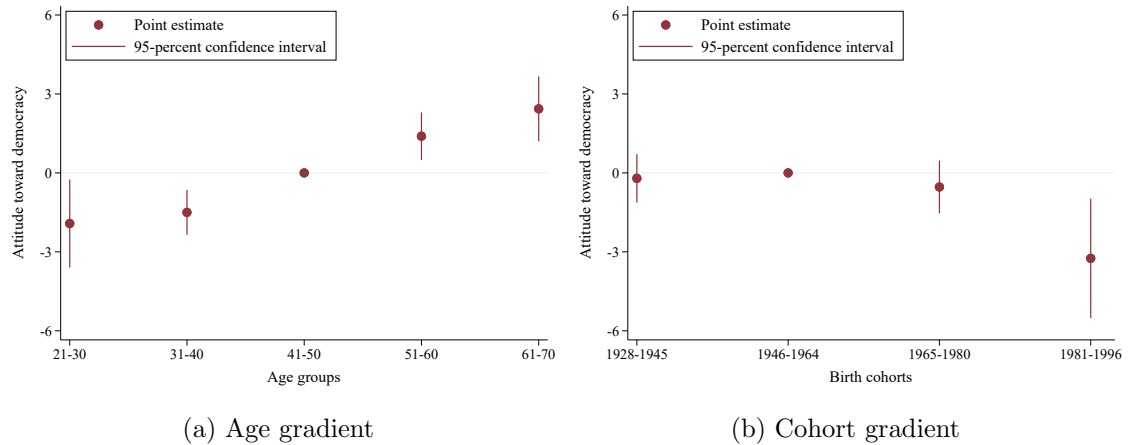 6
3
0
-3
-6
Attitude toward democracy
Point estimate
95-percent confidence interval
21-30 31-40 41-50 51-60 61-70
Age groups
(a) Age gradient
6
3
0
-3
-6
Attitude toward democracy
Point estimate
95-percent confidence interval
1928-1945 1946-1964 1965-1980 1981-1996
Birth cohorts
(b) Cohort gradient